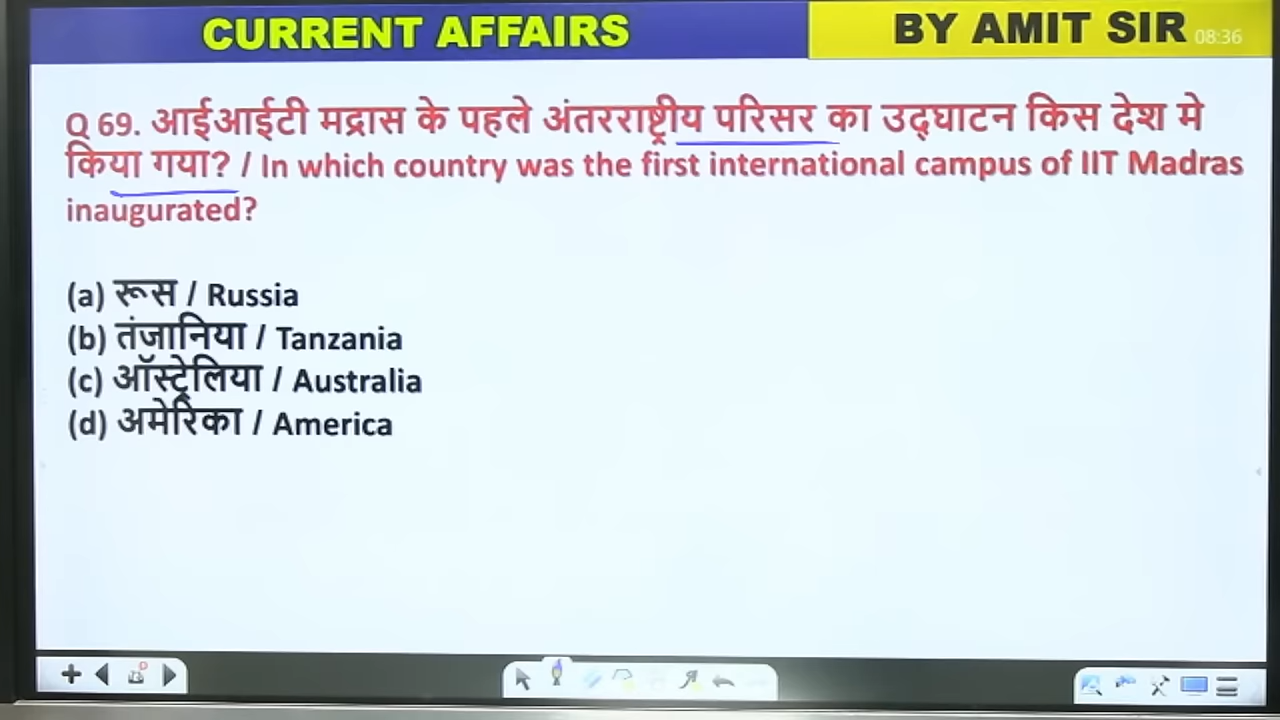 CURRENT AFFAIRS
BY AMIT SIR
08:36
Q 69. आईआईटी मद्रास के पहले अंतरराष्ट्रीय परिसर का उद्घाटन किस देश मे
किया गया? / In which country was the first international campus of IIT Madras
inaugurated?
(a) रूस / Russia
(b) तंजानिया / Tanzania
(c) ऑस्ट्रेलिया / Australia
(d) अमेरिका / America